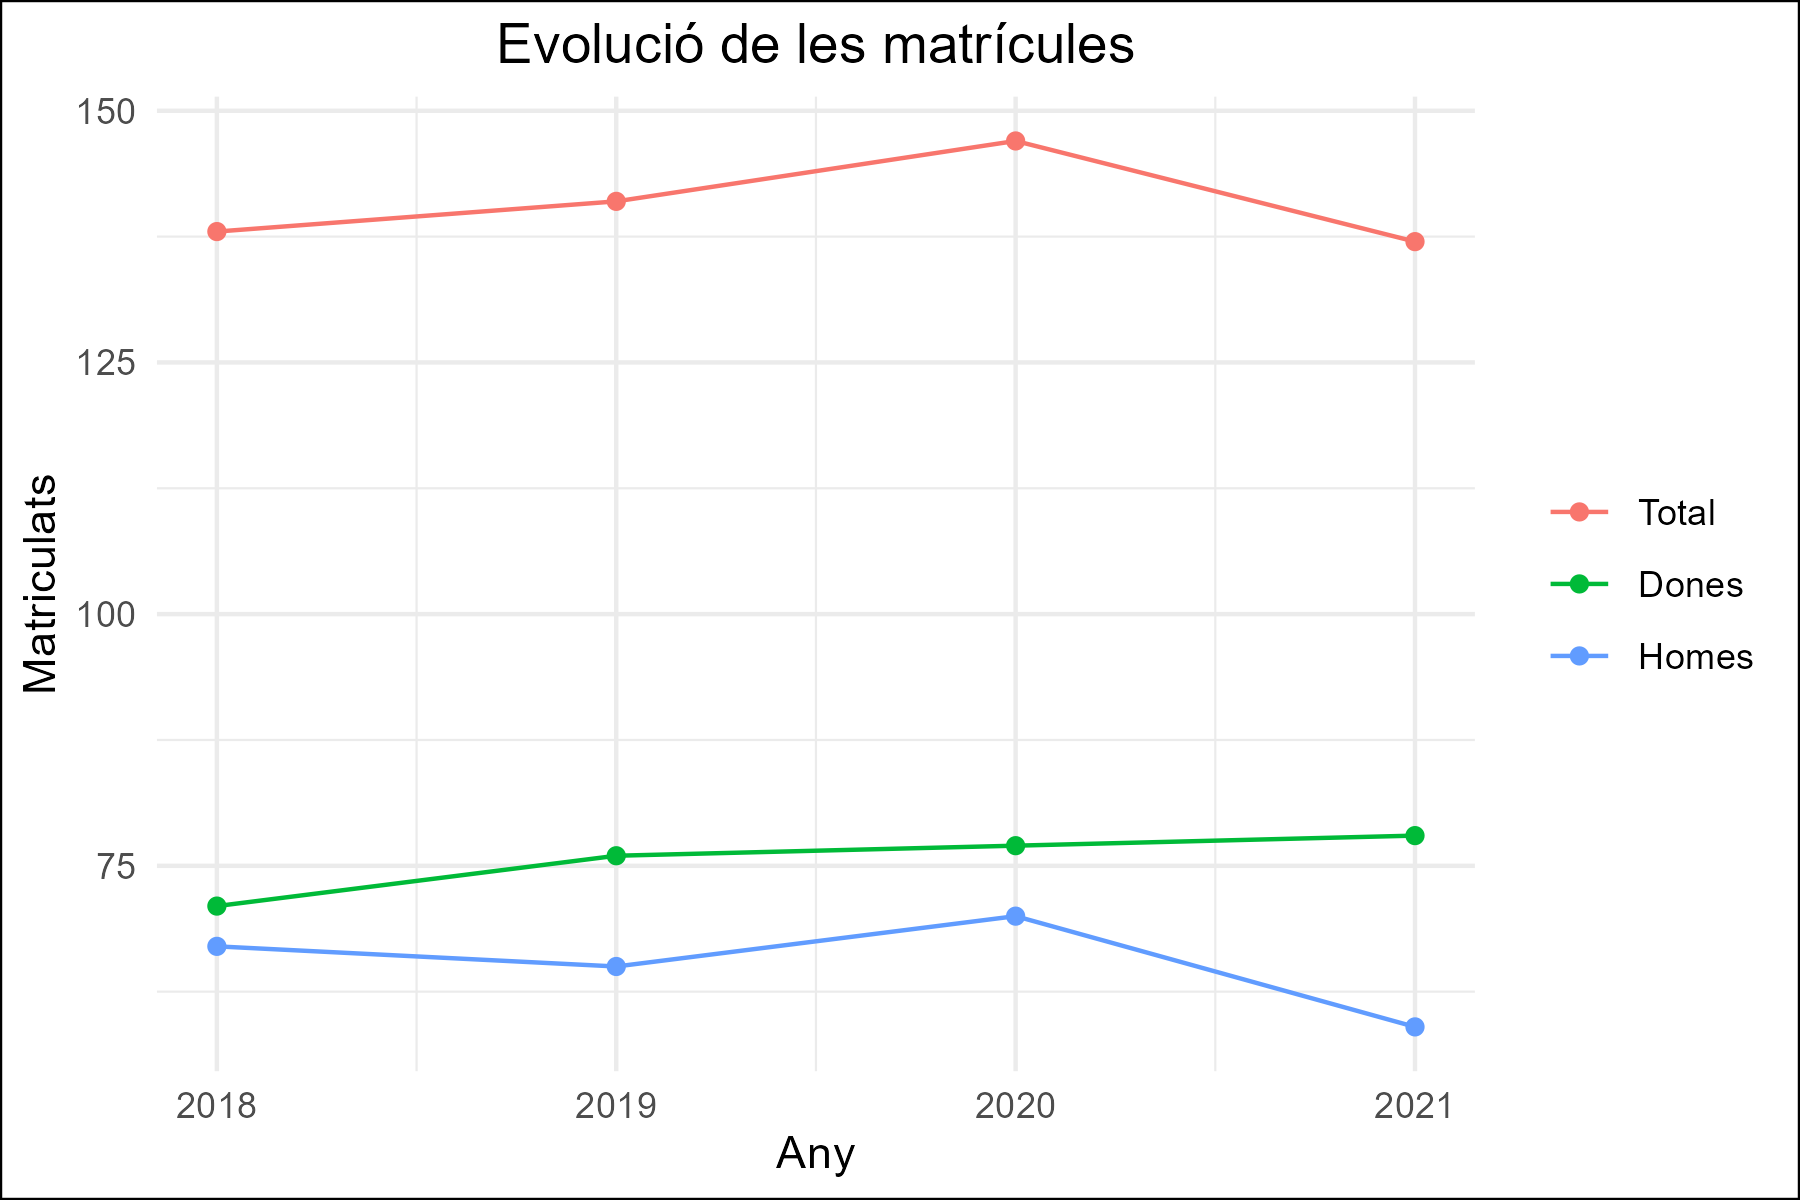 Evolució de les matrícules
150
125
100
75
Matriculats
2018 2019 2020 2021
Any
Total
Dones
Homes